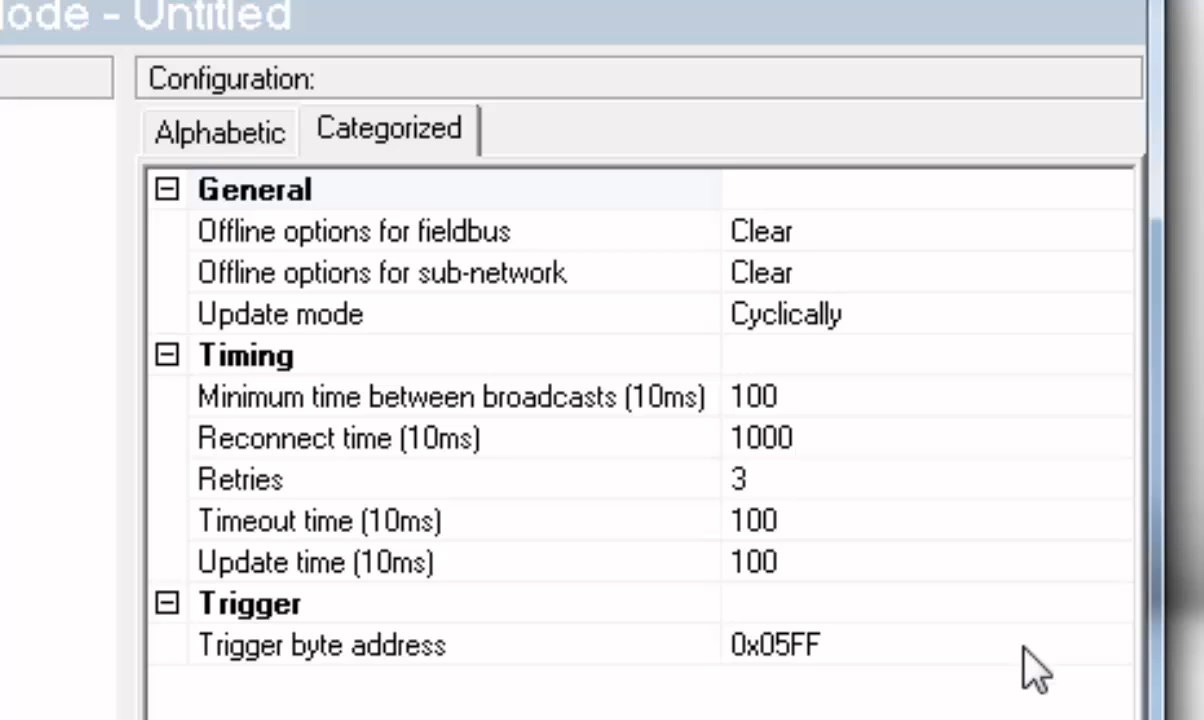 - Untitled
Configuration:
Alphabetic Categorized
General
Offline options for fieldbus Clear
Offline options for sub-network Clear
Update mode Cyclically
Timing
Minimum time between broadcasts (10ms) 100
Reconnect time (10ms) 1000
Retries 3
Timeout time (10ms) 100
Update time (10ms) 100
Trigger
Trigger byte address 0x05FF